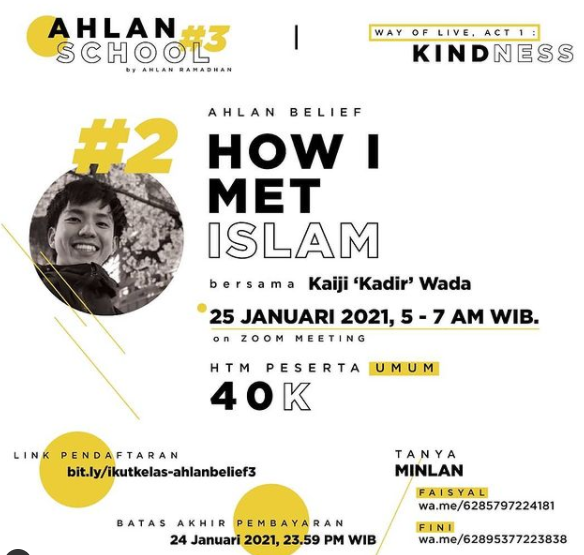 AHLAN
SCHOOL #3
by AHLAN RAMADHAN
WAY OF LIVE, ACT 1 :
KINDNESS
AHLAN BELIEF
#2
HOW I
MET
ISLAM
bersama Kaiji ‘Kadir’ Wada
25 JANUARI 2021, 5 - 7 AM WIB.
on ZOOM MEETING
HTM PESERTA UMUM
40K
LINK PENDAFTARAN
bit.ly/ikutkelas-ahlanbelief3
BATAS AKHIR PEMBAYARAN
24 Januari 2021, 23.59 PM WIB
TANYA
MINLAN
FAISYAL
wa.me/6285797224181
FINI
wa.me/62895377223838